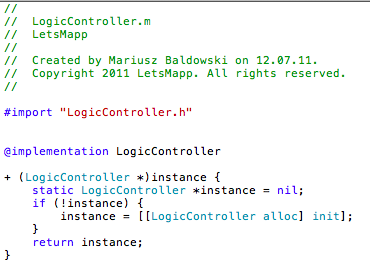 //
//  LogicController.m
//  LetsMapp
//
//  Created by Mariusz Baldowski on 12.07.11.
//  Copyright 2011 LetsMapp. All rights reserved.
//
#import "LogicController.h"
@implementation LogicController
+ (LogicController *)instance {
    static LogicController *instance = nil;
    if (!instance) {
        instance = [[LogicController alloc] init];
    }
    return instance;
}